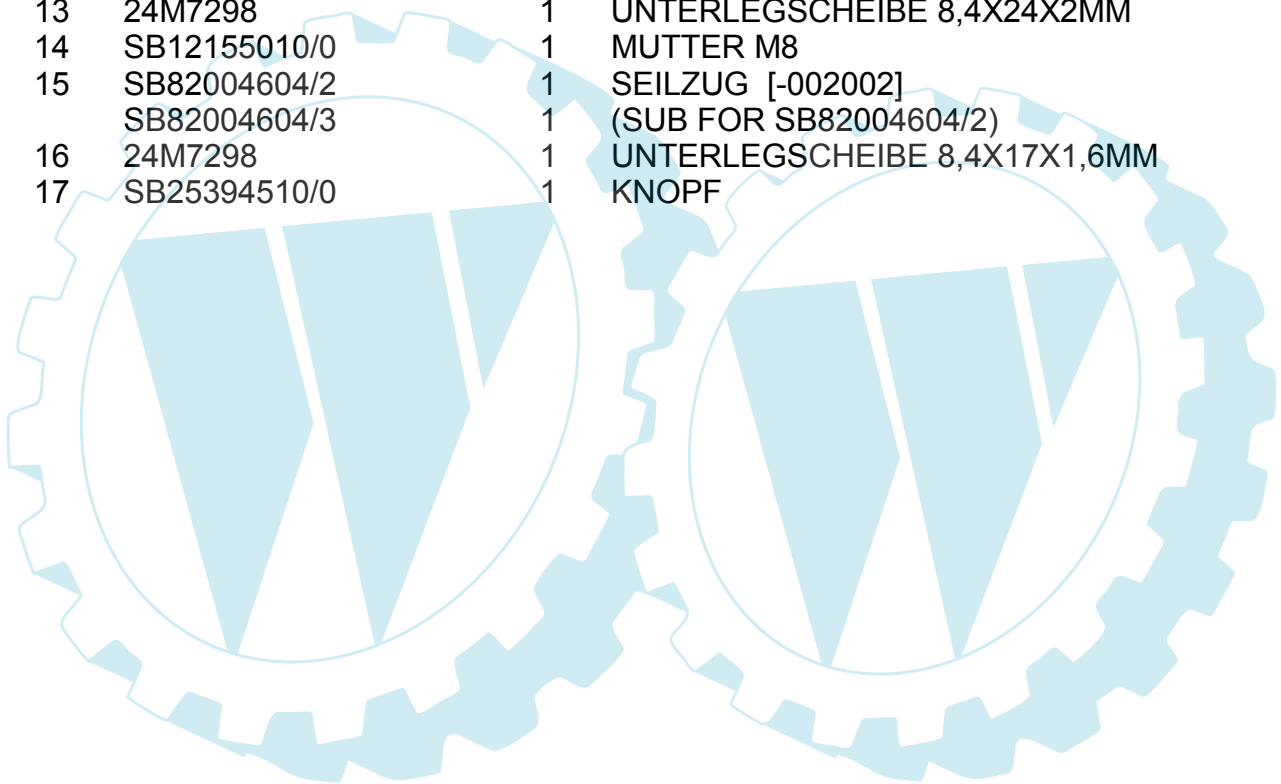 13 24M7298 1 UNTERLEGSCHEIBE 8,4X24X2MM
14 SB12155010/0 1 MUTTER M8
15 SB82004604/2 1 SEILZUG [-002002]
SB82004604/3 1 (SUB FOR SB82004604/2)
16 24M7298 1 UNTERLEGSCHEIBE 8,4X17X1,6MM
17 SB25394510/0 1 KNOPF